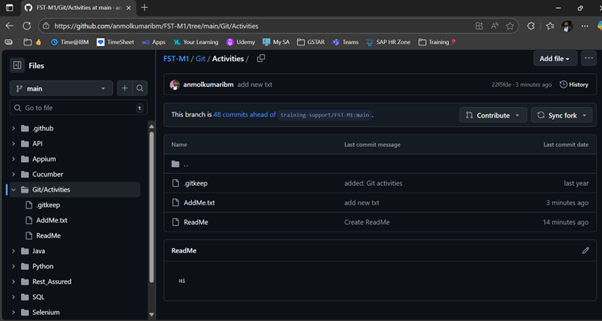 FST-M1/Git/Activities at main · an
https://github.com/anmolkumaribm/FST-M1/tree/main/Git/Activities
Time@IBM
TimeSheet
Apps
Your Learning
Udemy
My SA
GSTAR
Teams
SAP HR Zone
Training
Files
main
Go to file
t
.github
API
Appium
Cucumber
Git/Activities
.gitkeep
AddMe.txt
ReadMe
Java
Python
Rest_Assured
SQL
Selenium
FST-M1 / Git / Activities /
Add file
anmolkumaribm add new txt
22f5fde · 3 minutes ago
History
This branch is 48 commits ahead of training-support/FST-M1:main .
Contribute
Sync fork
Name Last commit message Last commit date
..
.gitkeep added: Git activities last year
AddMe.txt add new txt 3 minutes ago
ReadMe Create ReadMe 14 minutes ago
ReadMe
Hi